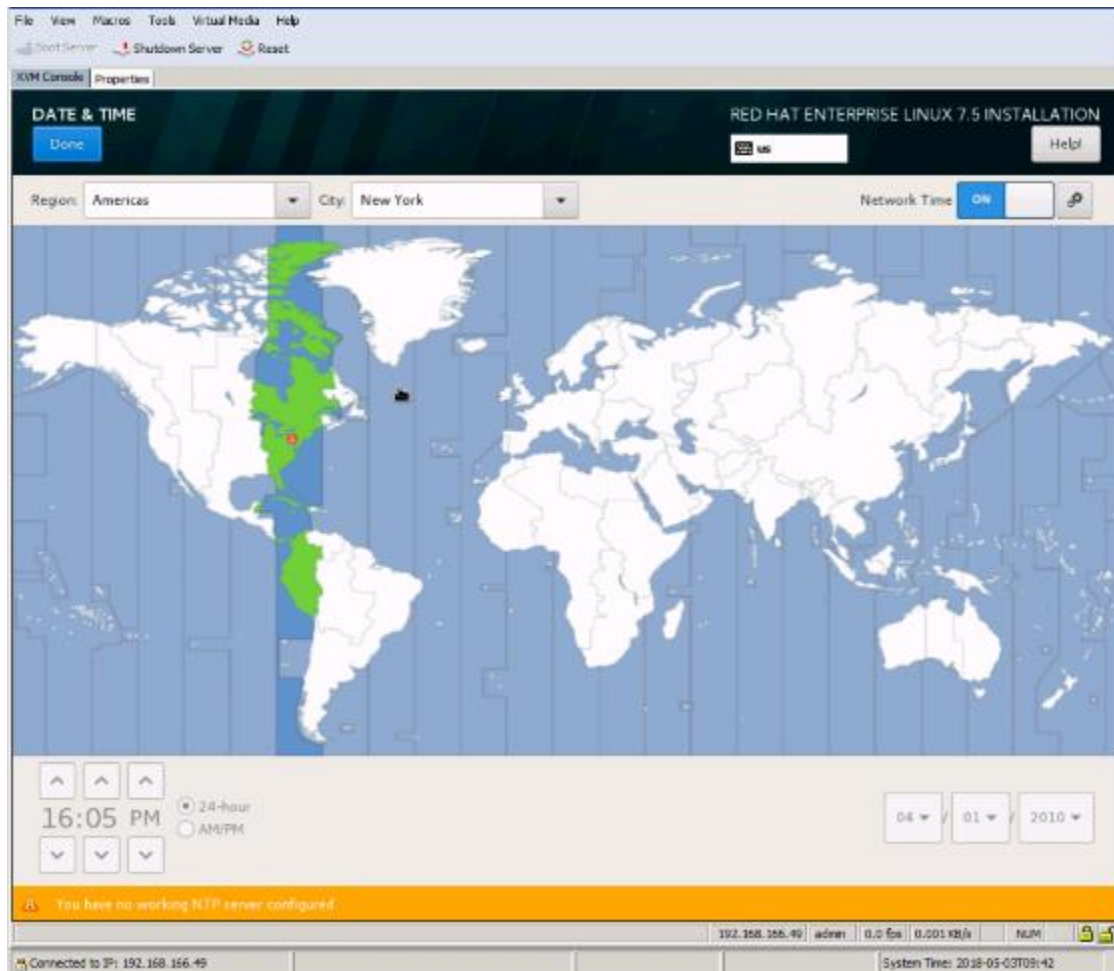 File View Macros Tools Virtual Media Help
Boot Server Shutdown Server Reset
KVM Console Properties
DATE & TIME
RED HAT ENTERPRISE LINUX 7.5 INSTALLATION
Done
us
Help!
Region: Americas City: New York Network Time ON
16:05 PM
24-hour
AM/PM
04 / 01 / 2010
You have no working NTP server configured
192.168.166.49 admin 0.0 fps 0.001 KB/s NUM
Connected to IP: 192.168.166.49 System Time: 2018-05-03T09:42